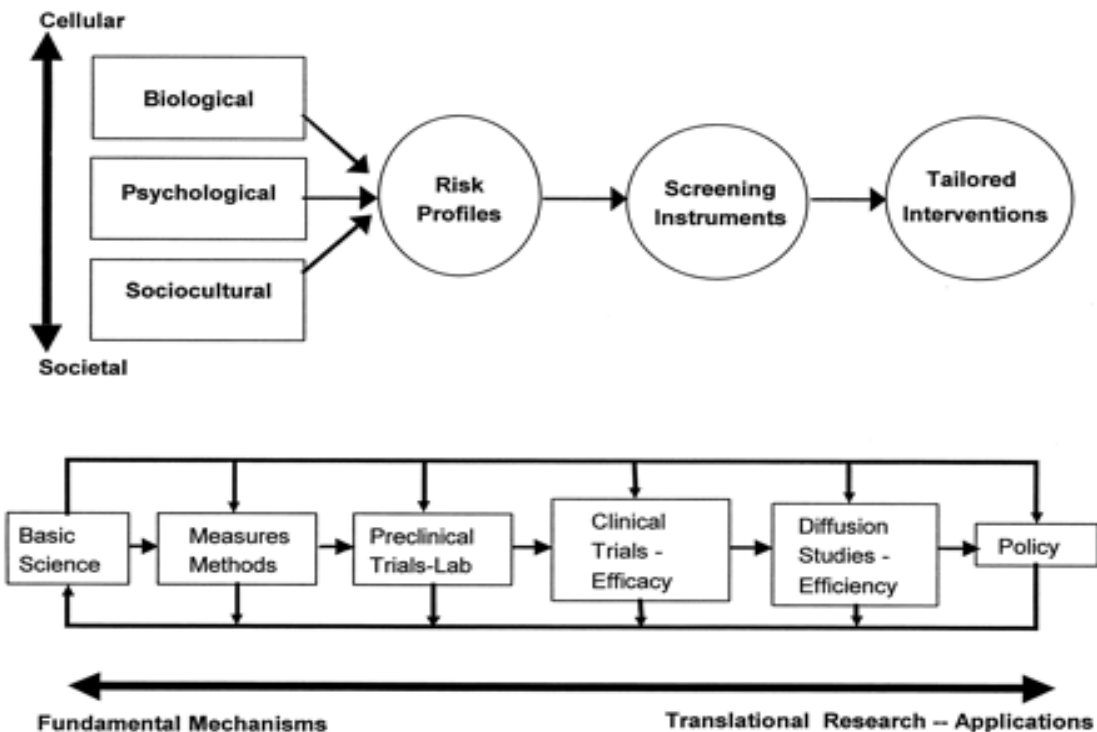 Cellular
Biological
Psychological
Sociocultural
Societal
Risk
Profiles
Screening
Instruments
Tailored
Interventions
Basic
Science
Measures
Methods
Preclinical
Trials-Lab
Clinical
Trials -
Efficacy
Diffusion
Studies -
Efficiency
Policy
Fundamental Mechanisms
Translational Research -- Applications